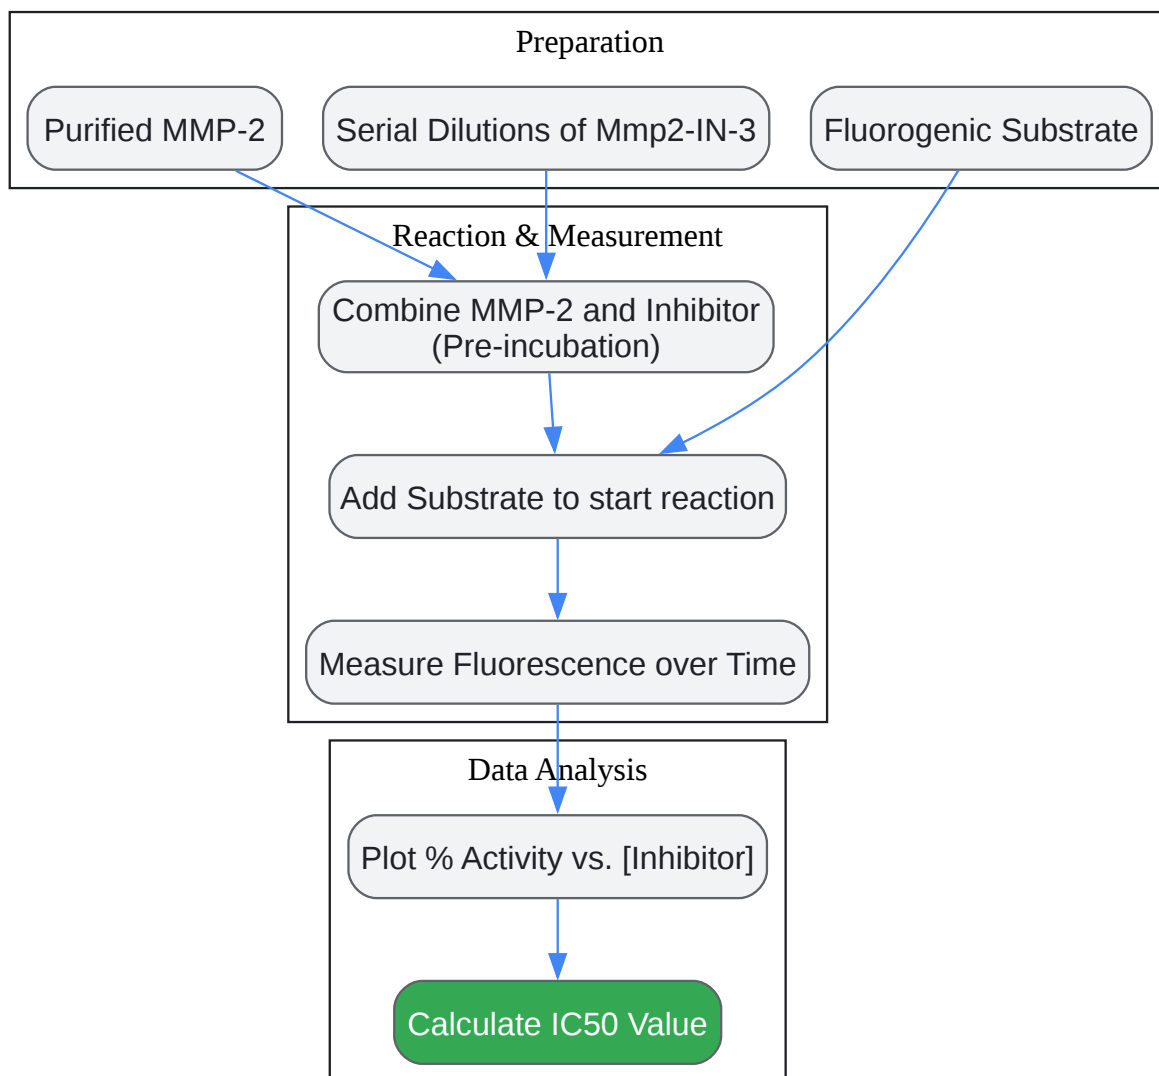 Preparation
Purified MMP-2
Serial Dilutions of Mmp2-IN-3
Fluorogenic Substrate
Reaction & Measurement
Combine MMP-2 and Inhibitor
(Pre-incubation)
Add Substrate to start reaction
Measure Fluorescence over Time
Data Analysis
Plot % Activity vs. [Inhibitor]
Calculate IC50 Value